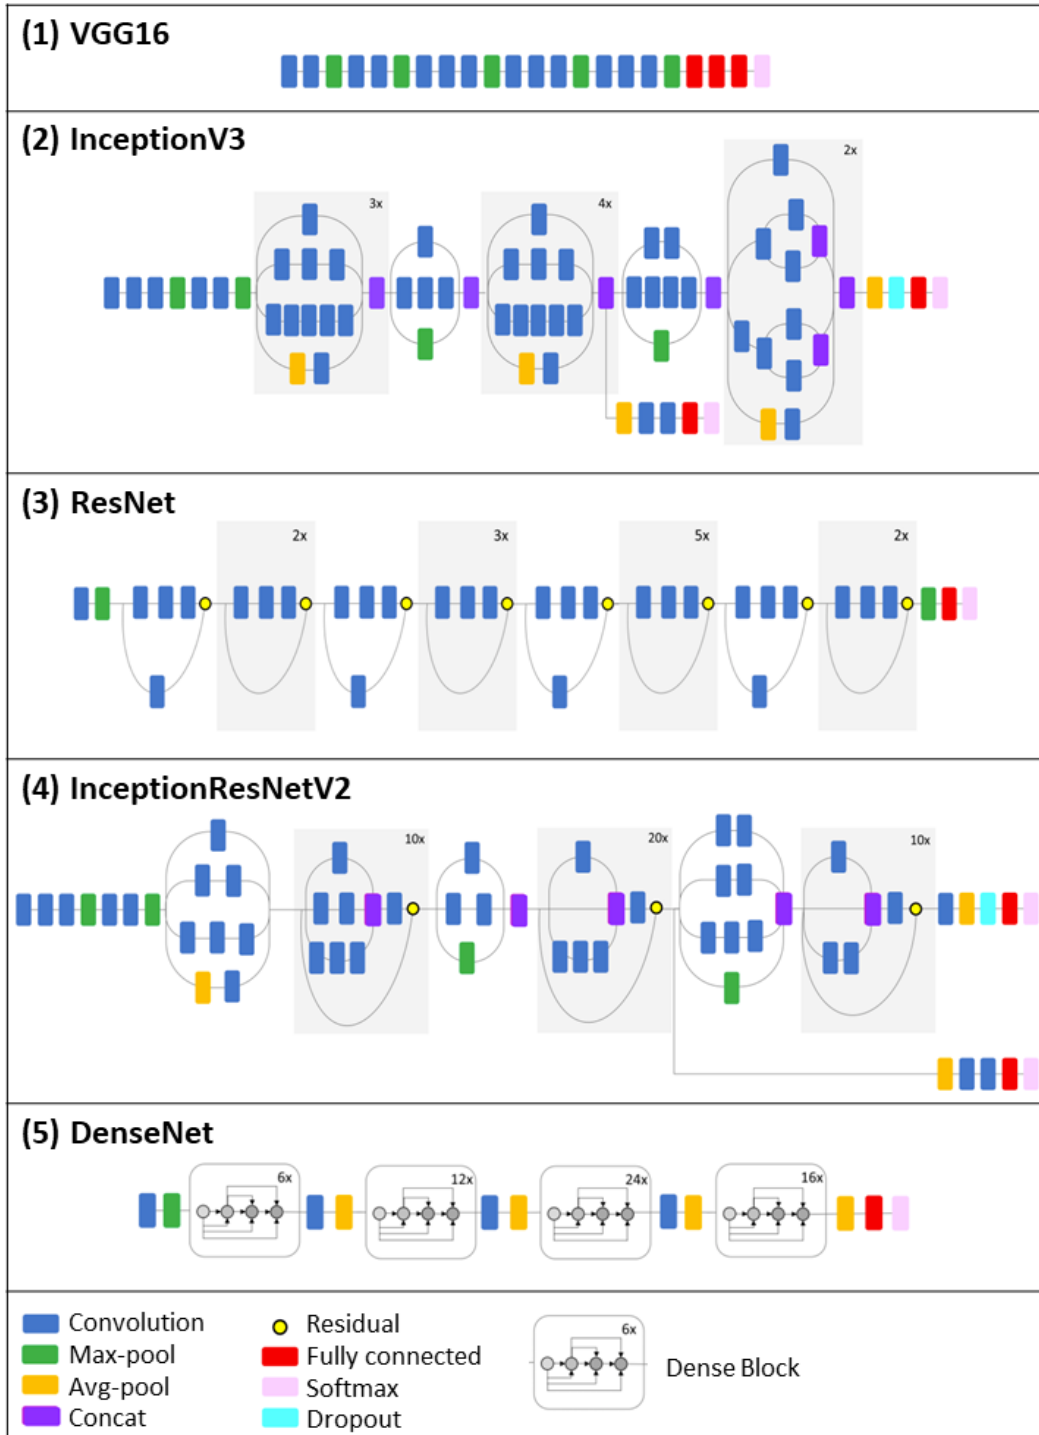 (1) VGG16
(2) InceptionV3
3x
4x
2x
(3) ResNet
2x
3x
5x
2x
(4) InceptionResNetV2
10x
20x
10x
(5) DenseNet
6x
12x
24x
16x
Convolution
Max-pool
Avg-pool
Concat
Residual
Fully connected
Softmax
Dropout
6x
Dense Block